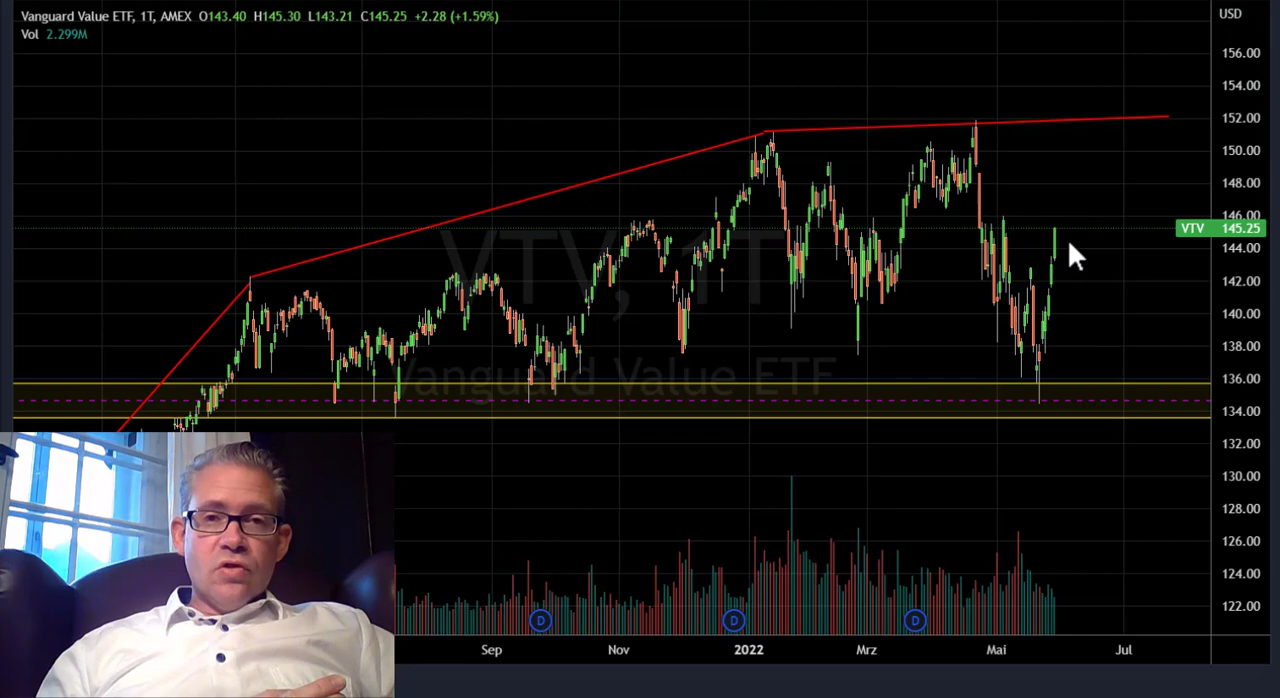 Vanguard Value ETF, 1T, AMEX O143.40 H145.30 L143.21 C145.25 +2.28 (+1.59%)
Vol 2.299M
USD
156.00
154.00
152.00
150.00
148.00
146.00
VTV 145.25
144.00
142.00
140.00
138.00
136.00
134.00
132.00
130.00
128.00
126.00
124.00
122.00
VTV, 1T
Vanguard Value ETF
D D D
Sep Nov 2022 Mrz Mai Jul